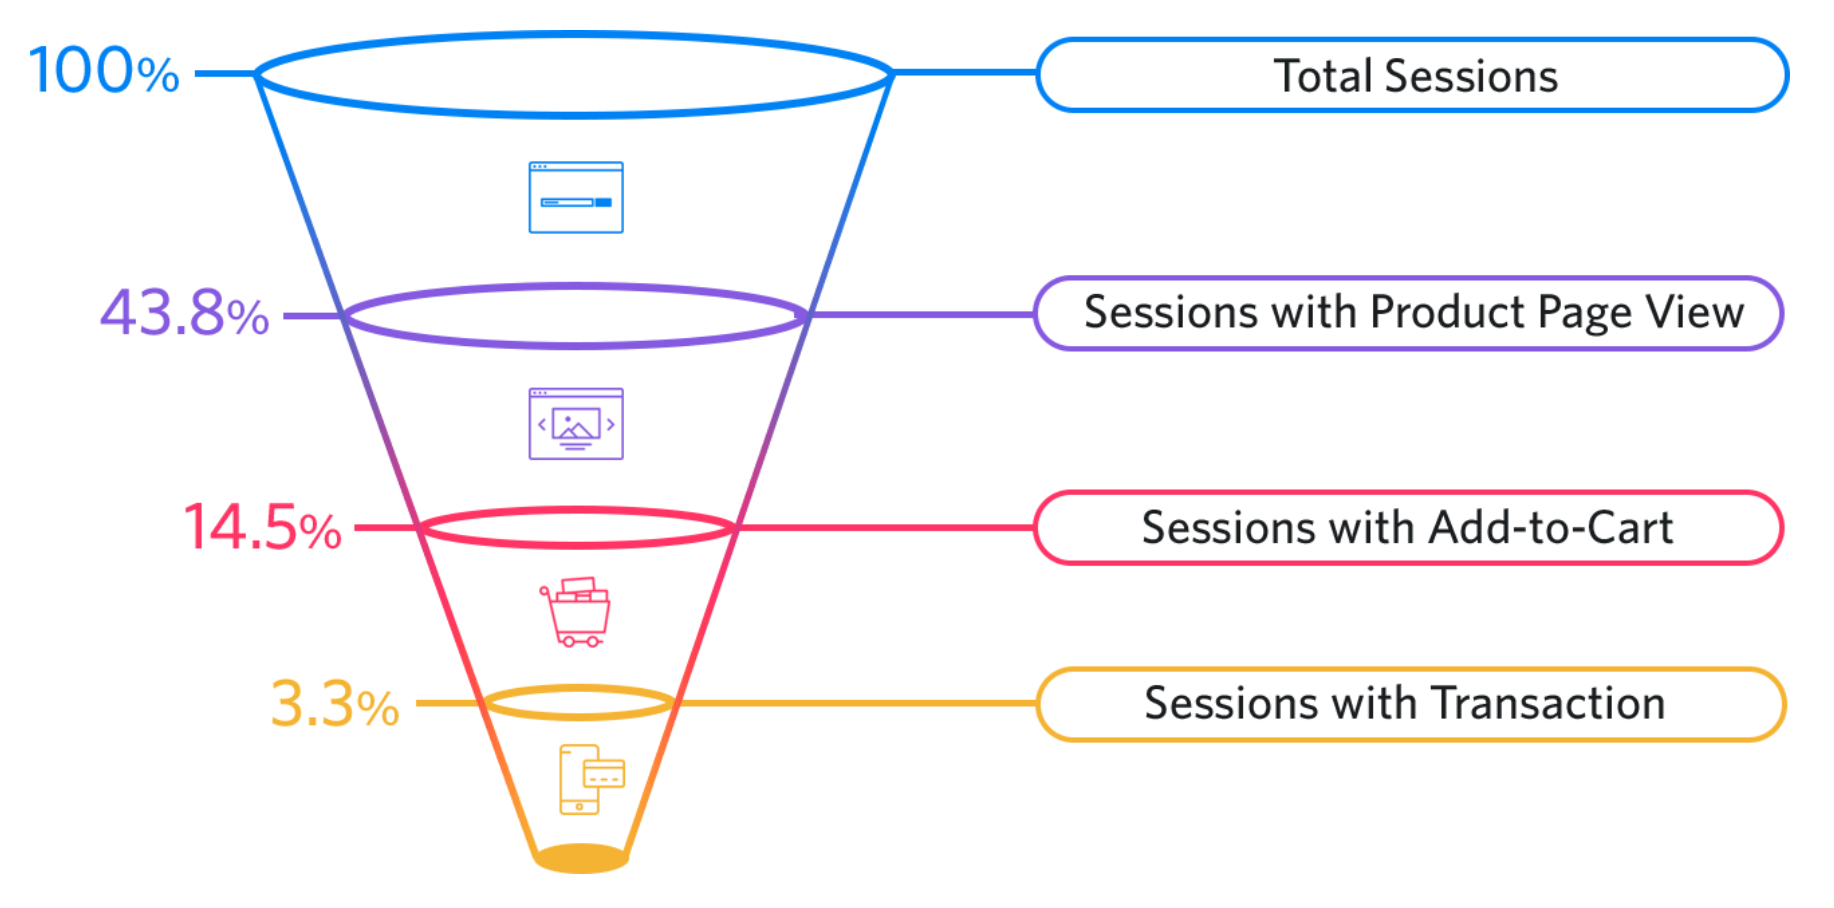 100%
Total Sessions
43.8%
Sessions with Product Page View
14.5%
Sessions with Add-to-Cart
3.3%
Sessions with Transaction